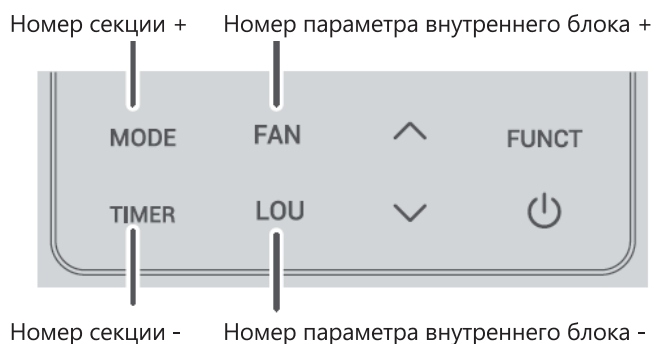 Номер секции + Номер параметра внутреннего блока +
MODE FAN FUNCT
TIMER LOU
Номер секции - Номер параметра внутреннего блока -